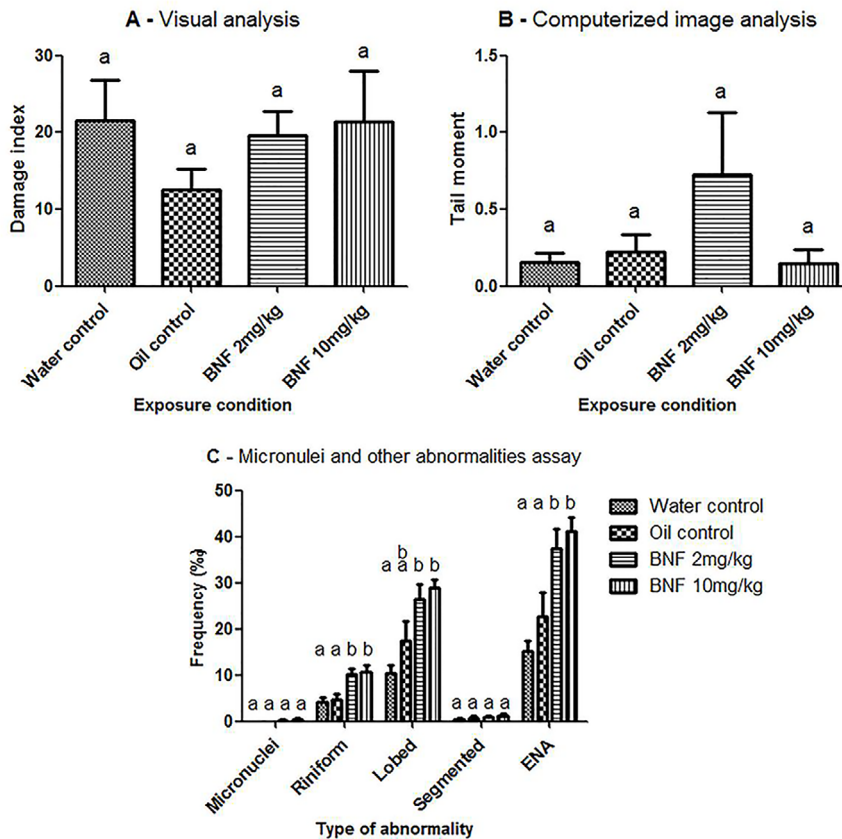 A - Visual analysis
30
20
10
0
Damage index
a
a
a
a
Water control
Oil control
BNF 2mg/kg
BNF 10mg/kg
Exposure condition
B - Computerized image analysis
1.5
1.0
0.5
0.0
Tail moment
a
a
a
a
Water control
Oil control
BNF 2mg/kg
BNF 10mg/kg
Exposure condition
C - Micronulei and other abnormalities assay
50
40
30
20
10
0
Frequency (‰)
a a a a
a a b b
b
a a b b
a a a a
a a b b
Micronuclei
Riniform
Lobed
Segmented
ENA
Type of abnormality
Water control
Oil control
BNF 2mg/kg
BNF 10mg/kg